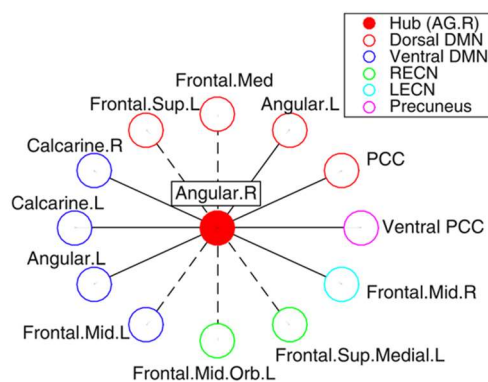 Hub (AG.R)
Dorsal DMN
Ventral DMN
RECN
LECN
Precuneus
Frontal.Med
Frontal.Sup.L
Angular.L
Calcarine.R
PCC
Angular.R
Calcarine.L
Ventral PCC
Angular.L
Frontal.Mid.R
Frontal.Mid.L
Frontal.Sup.Medial.L
Frontal.Mid.Orb.L